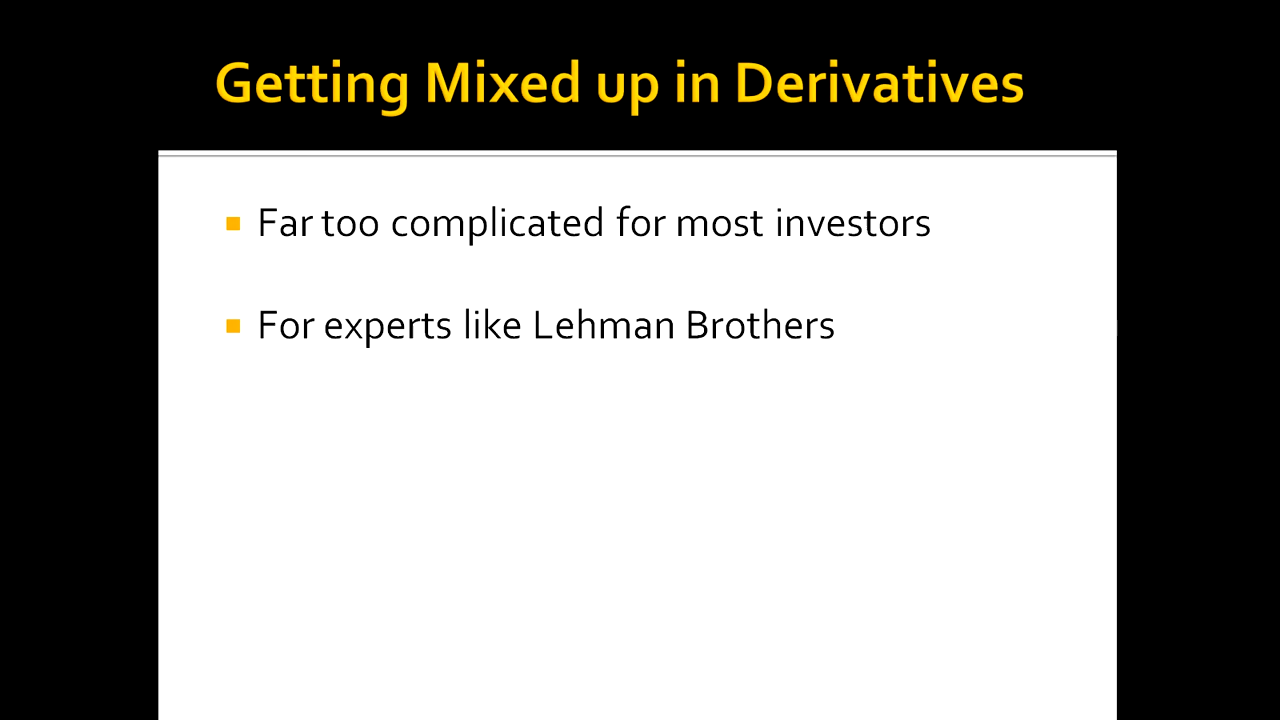 Getting Mixed up in Derivatives
Far too complicated for most investors
For experts like Lehman Brothers